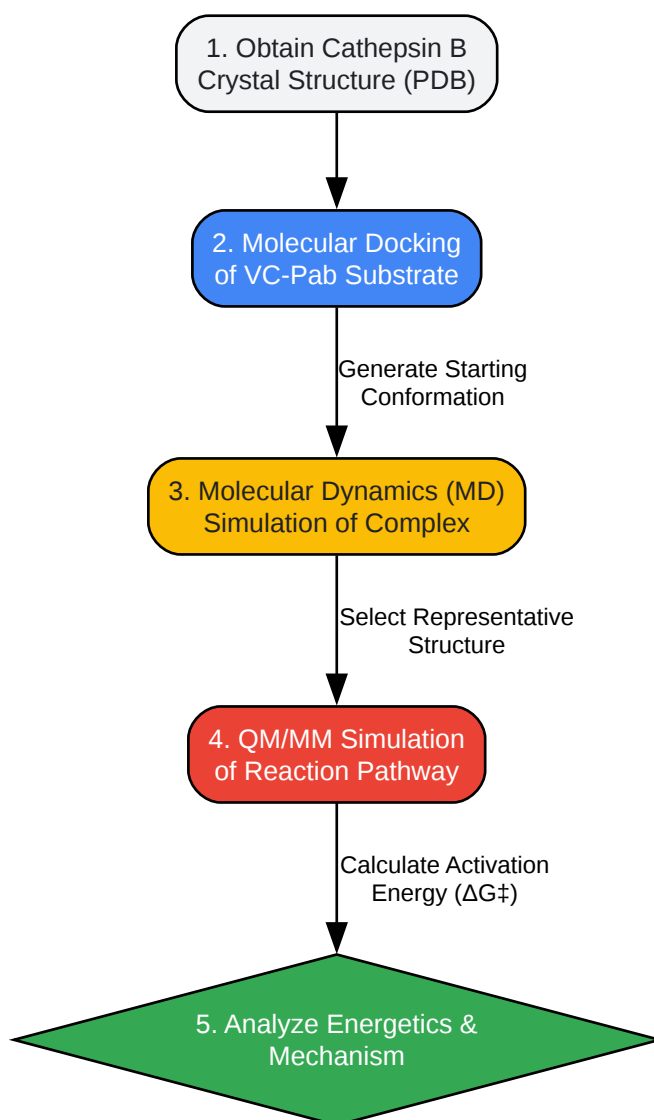 1. Obtain Cathepsin B
Crystal Structure (PDB)
2. Molecular Docking
of VC-Pab Substrate
Generate Starting
Conformation
3. Molecular Dynamics (MD)
Simulation of Complex
Select Representative
Structure
4. QM/MM Simulation
of Reaction Pathway
Calculate Activation
Energy (ΔG‡)
5. Analyze Energetics &
Mechanism